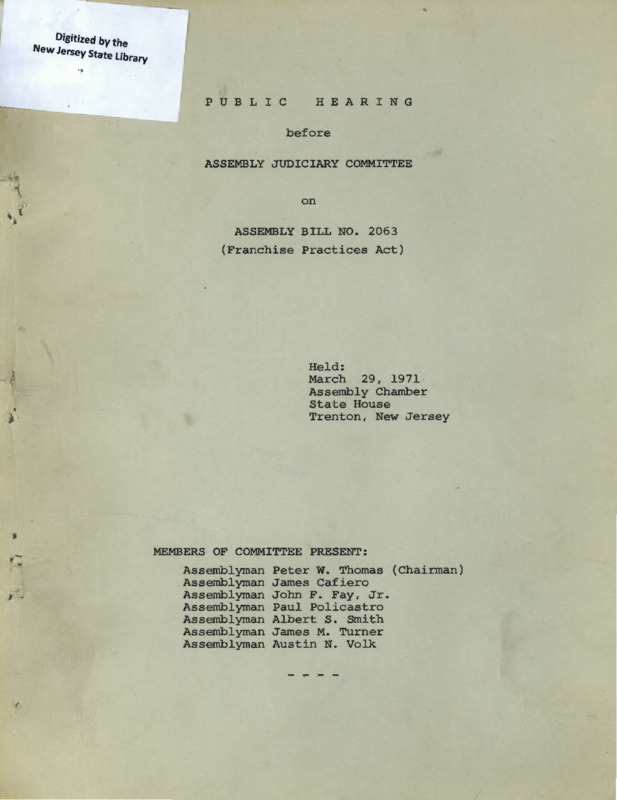 Digitized by the
New Jersey State Library
PUBLIC HEARING
before
ASSEMBLY JUDICIARY COMMITTEE
on
ASSEMBLY BILL NO. 2063
(Franchise Practices Act)
Held:
March 29, 1971
Assembly Chamber
State House
Trenton, New Jersey
MEMBERS OF COMMITTEE PRESENT:
Assemblyman Peter W. Thomas (Chairman)
Assemblyman James Cafiero
Assemblyman John F. Fay, Jr.
Assemblyman Paul Policastro
Assemblyman Albert S. Smith
Assemblyman James M. Turner
Assemblyman Austin N. Volk
- - - -